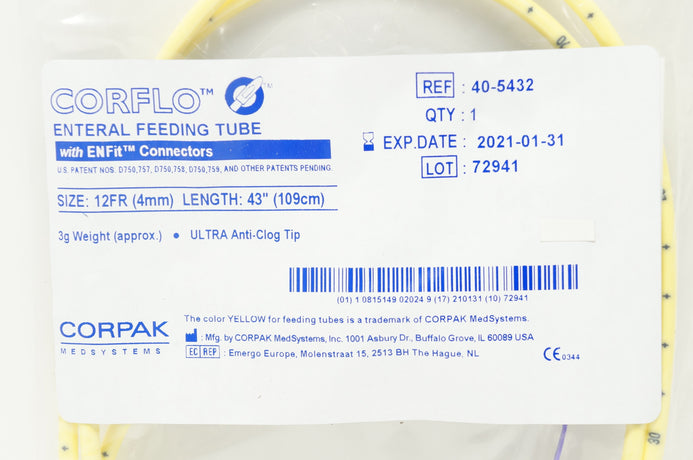 CORFLO™ ™
ENTERAL FEEDING TUBE
with ENFit™ Connectors
U.S. PATENT NOS. D750,757, D750,758, D750,759, AND OTHER PATENTS PENDING.
SIZE: 12FR (4mm) LENGTH: 43" (109cm)
3g Weight (approx.) • ULTRA Anti-Clog Tip
REF : 40-5432
QTY : 1
EXP.DATE : 2021-01-31
LOT : 72941
(01) 1 0815149 02024 9 (17) 210131 (10) 72941
The color YELLOW for feeding tubes is a trademark of CORPAK MedSystems.
CORPAK
MEDSYSTEMS
: Mfg. by CORPAK MedSystems, Inc. 1001 Asbury Dr., Buffalo Grove, IL 60089 USA
EC REP : Emergo Europe, Molenstraat 15, 2513 BH The Hague, NL
CE 0344
30